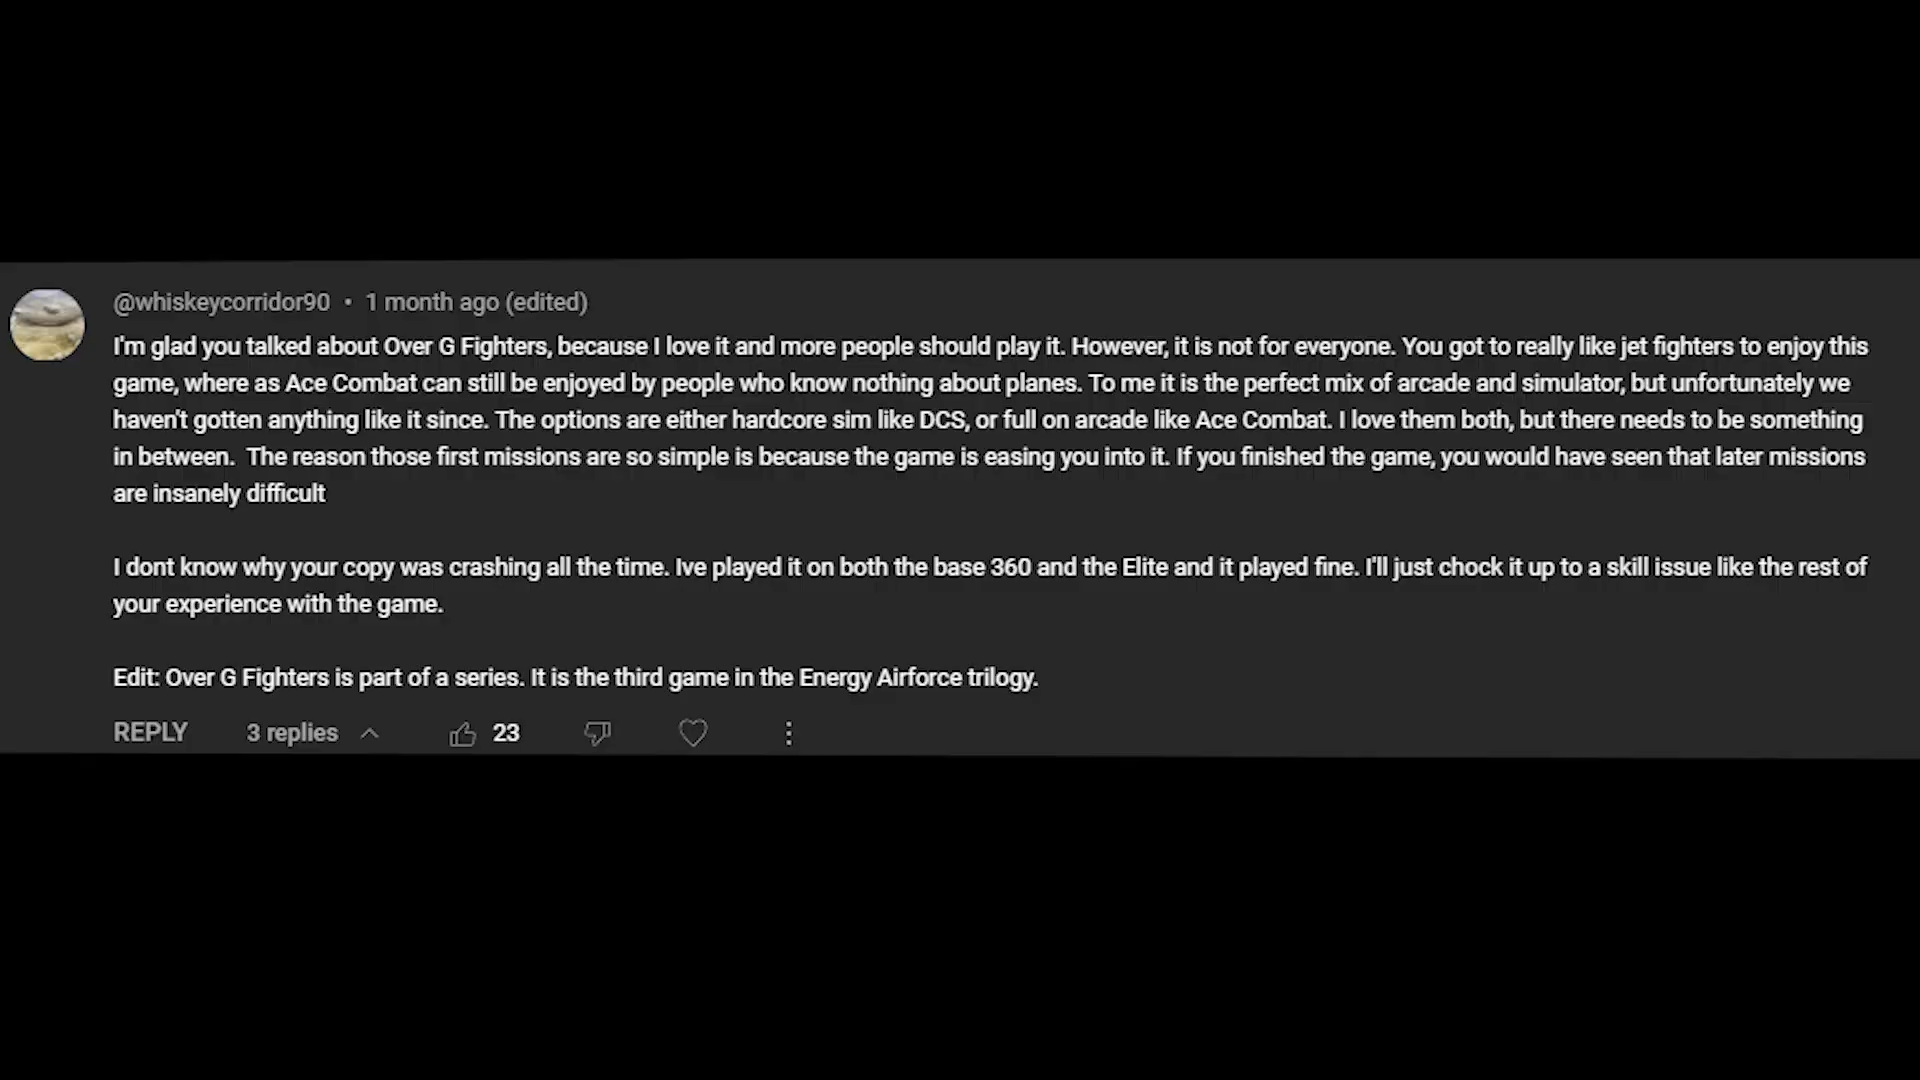 @whiskeycorridor90 • 1 month ago (edited)
I'm glad you talked about Over G Fighters, because I love it and more people should play it. However, it is not for everyone. You got to really like jet fighters to enjoy this
game, where as Ace Combat can still be enjoyed by people who know nothing about planes. To me it is the perfect mix of arcade and simulator, but unfortunately we
haven't gotten anything like it since. The options are either hardcore sim like DCS, or full on arcade like Ace Combat. I love them both, but there needs to be something
in between.  The reason those first missions are so simple is because the game is easing you into it. If you finished the game, you would have seen that later missions
are insanely difficult
I dont know why your copy was crashing all the time. Ive played it on both the base 360 and the Elite and it played fine. I'll just chock it up to a skill issue like the rest of
your experience with the game.
Edit: Over G Fighters is part of a series. It is the third game in the Energy Airforce trilogy.
REPLY 3 replies 23